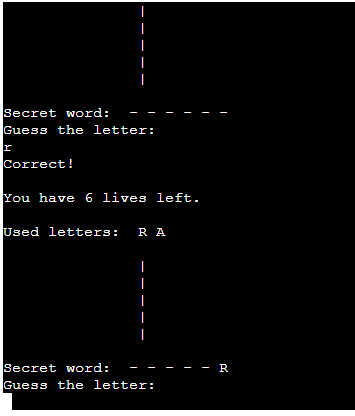 |
|
|
|
|
Secret word:  - - - - - -
Guess the letter:
r
Correct!
You have 6 lives left.
Used letters:  R A
|
|
|
|
|
Secret word:  - - - - - R
Guess the letter: